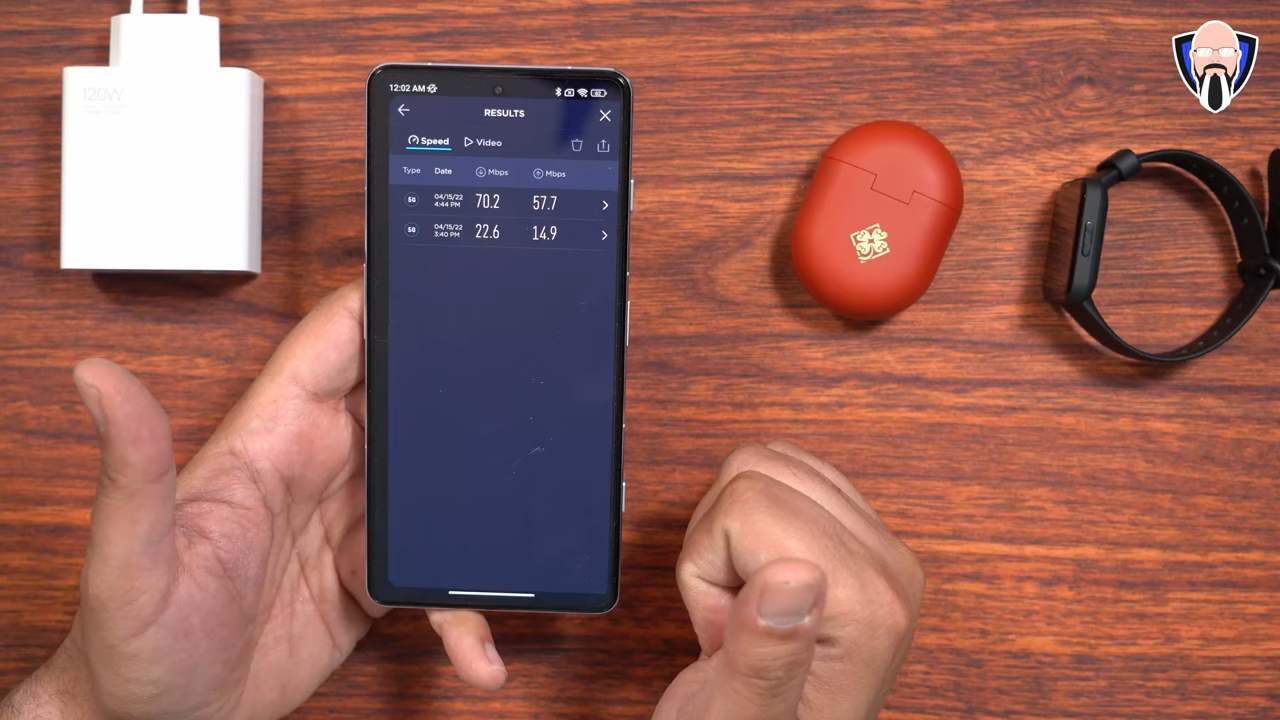 120W
12:02 AM
62
RESULTS
Speed
Video
Type Date Mbps Mbps
5G 04/15/22 4:44 PM 70.2 57.7
5G 04/15/22 3:40 PM 22.6 14.9